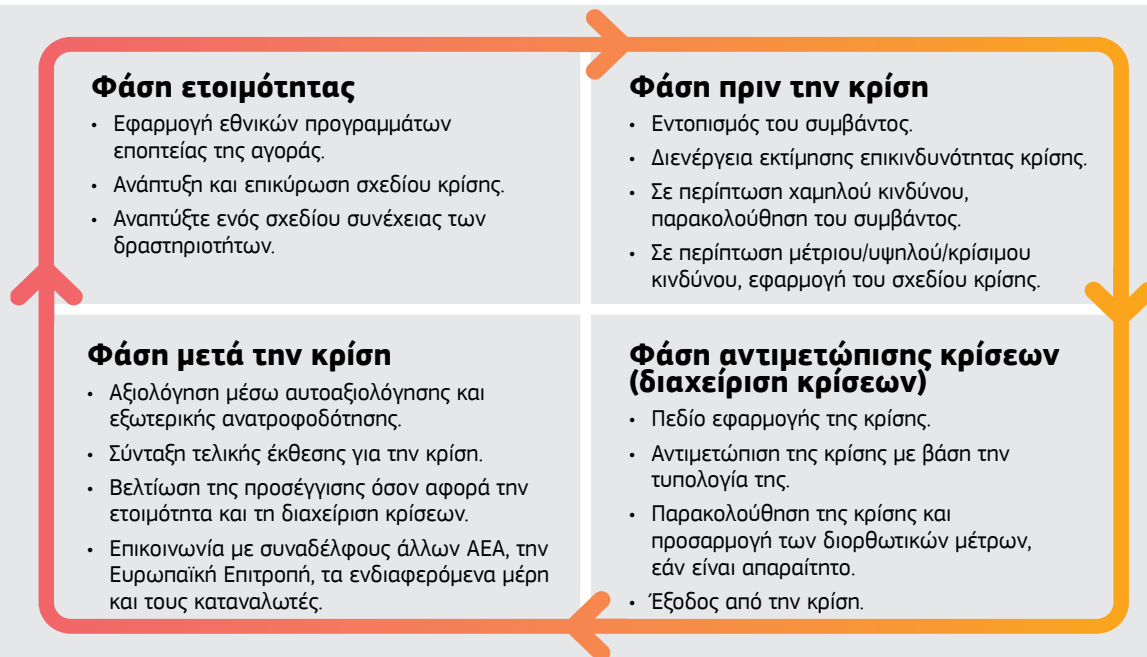 Φάση ετοιμότητας
• Εφαρμογή εθνικών προγραμμάτων
εποπτείας της αγοράς.
• Ανάπτυξη και επικύρωση σχεδίου κρίσης.
• Αναπτύξτε ενός σχεδίου συνέχειας των
δραστηριοτήτων.
Φάση πριν την κρίση
• Εντοπισμός του συμβάντος.
• Διενέργεια εκτίμησης επικινδυνότητας κρίσης.
• Σε περίπτωση χαμηλού κινδύνου,
παρακολούθηση του συμβάντος.
• Σε περίπτωση μέτριου/υψηλού/κρίσιμου
κινδύνου, εφαρμογή του σχεδίου κρίσης.
Φάση μετά την κρίση
• Αξιολόγηση μέσω αυτοαξιολόγησης και
εξωτερικής ανατροφοδότησης.
• Σύνταξη τελικής έκθεσης για την κρίση.
• Βελτίωση της προσέγγισης όσον αφορά την
ετοιμότητα και τη διαχείριση κρίσεων.
• Επικοινωνία με συναδέλφους άλλων ΑΕΑ, την
Ευρωπαϊκή Επιτροπή, τα ενδιαφερόμενα μέρη
και τους καταναλωτές.
Φάση αντιμετώπισης κρίσεων
(διαχείριση κρίσεων)
• Πεδίο εφαρμογής της κρίσης.
• Αντιμετώπιση της κρίσης με βάση την
τυπολογία της.
• Παρακολούθηση της κρίσης και
προσαρμογή των διορθωτικών μέτρων,
εάν είναι απαραίτητο.
• Έξοδος από την κρίση.